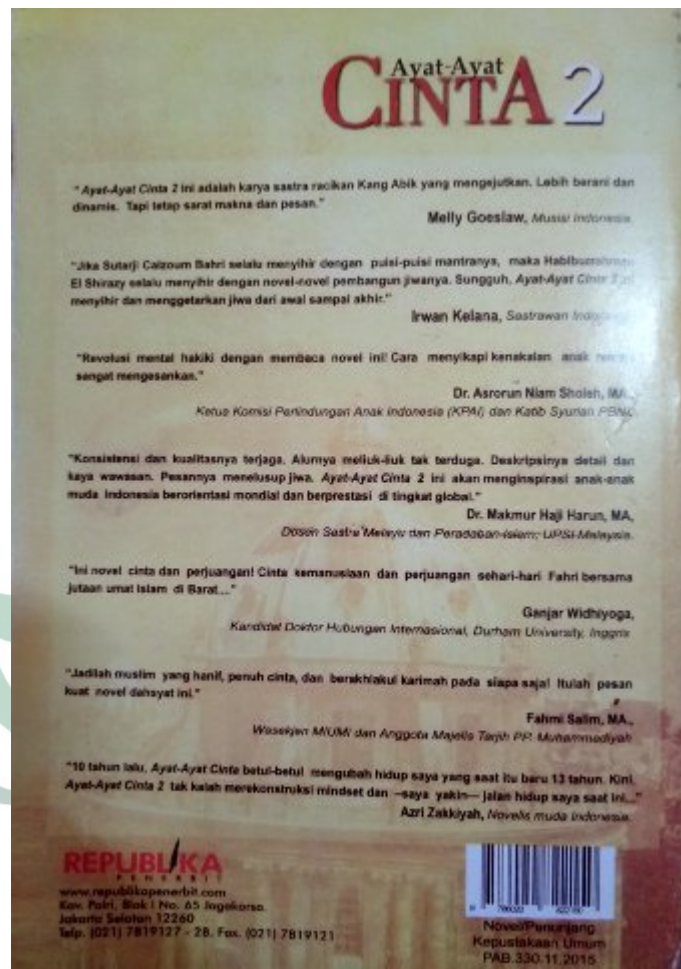 Ayat-Ayat
CINTA 2
"Ayat-Ayat Cinta 2 ini adalah karya sastra racikan Kang Abik yang mengejutkan. Lebih berani dan
dinamis. Tapi tetap sarat makna dan pesan."
Melly Goeslaw, Musisi Indonesia.
"Jika Sutarji Calzoum Bahri selalu menyihir dengan puisi-puisi mantranya, maka Habiburrahman
El Shirazy selalu menyihir dengan novel-novel pembangun jiwanya. Sungguh, Ayat-Ayat Cinta 2 ini
menyihir dan menggetarkan jiwa dari awal sampai akhir."
Irwan Kelana, Sastrawan
"Revolusi mental hakiki dengan membaca novel ini! Cara menyikapi kenakalan anak
sangat mengesankan."
Dr. Asrorun Niam Sholeh, MA.,
Ketua Komisi Perlindungan Anak Indonesia (KPAI) dan Katib Syuriah PBNU.
"Konsistensi dan kualitasnya terjaga. Alurnya meliuk-liuk tak terduga. Deskripsinya detail dan
kaya wawasan. Pesannya menelusup jiwa. Ayat-Ayat Cinta 2 ini akan menginspirasi anak-anak
muda Indonesia berorientasi mondial dan berprestasi di tingkat global."
Dr. Makmur Haji Harun, MA,
Dosen Sastra Melayu dan Peradaban Islam, UPSI Malaysia.
"Ini novel cinta dan perjuangan! Cinta kemanusiaan dan perjuangan sehari-hari Fahri bersama
jutaan umat Islam di Barat..."
Ganjar Widhiyoga,
Kandidat Doktor Hubungan Internasional, Durham University, Inggris
"Jadilah muslim yang hanif, penuh cinta, dan berakhlakul karimah pada siapa saja! Itulah pesan
kuat novel dahsyat ini."
Fahmi Salim, MA.,
Wasekjen MIUMI dan Anggota Majelis Tarjih PP. Muhammadiyah
"10 tahun lalu, Ayat-Ayat Cinta betul-betul mengubah hidup saya yang saat itu baru 13 tahun. Kini
Ayat-Ayat Cinta 2 tak kalah merekonstruksi mindset dan –saya yakin— jalan hidup saya saat ini..."
Azri Zakkiyah, Novelis muda Indonesia.
REPUBLIKA
PENERBIT
www.republikapenerbit.com
Kav. Polri, Blok I No. 65 Jagakarsa
Jakarta Selatan 12260
Telp. (021) 7819127 - 28, Fax. (021) 7819121
Novel/Penunjang
Kepustakaan Umum
PAB.330.11.2015